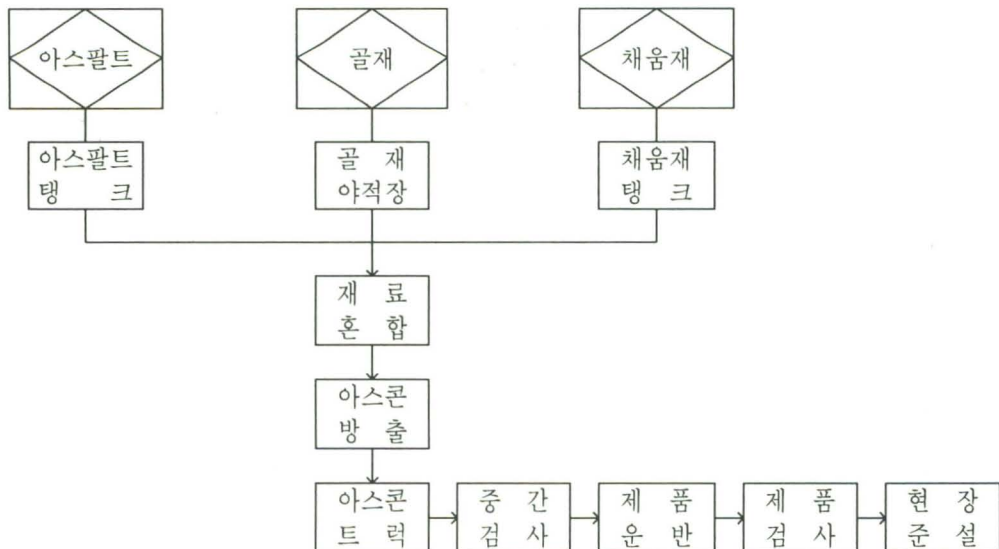 아스팔트
골재
채움재
아스팔트
탱 크
골 재
야적장
채움재
탱 크
재 료
혼 합
아스콘
방 출
아스콘
트 럭
중 간
검 사
제 품
운 반
제 품
검 사
현 장
준 설